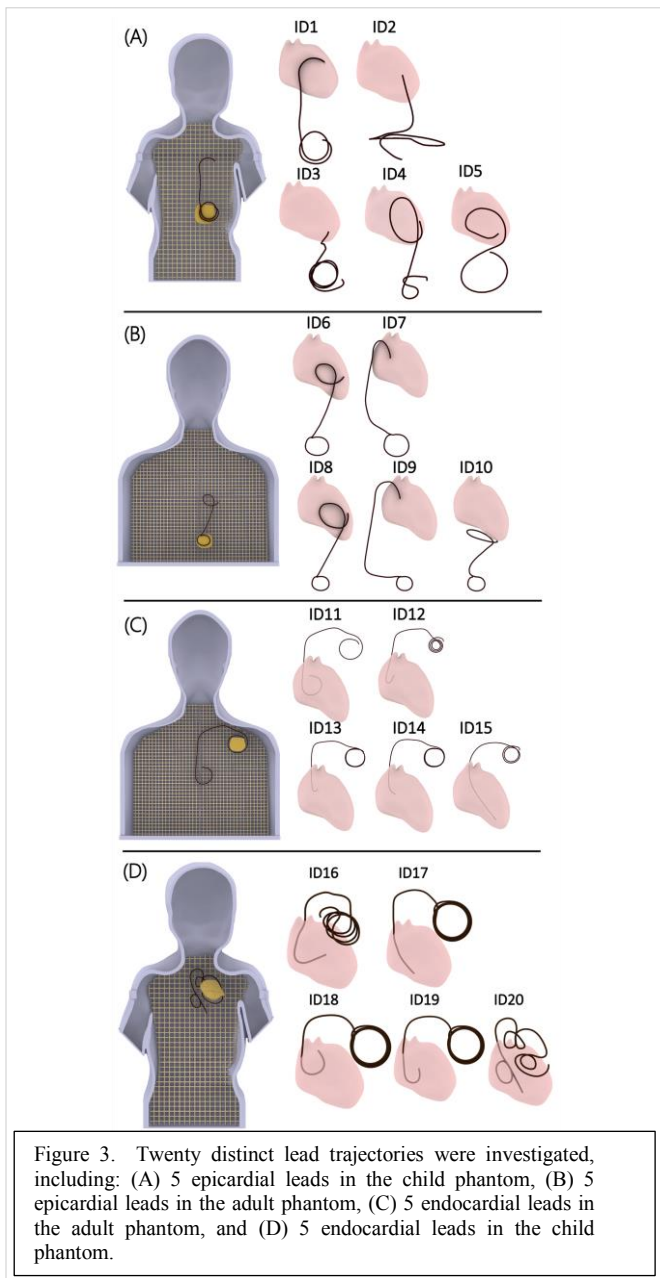 (A)
ID1 ID2
ID3 ID4 ID5
(B)
ID6 ID7
ID8 ID9 ID10
(C)
ID11 ID12
ID13 ID14 ID15
(D)
ID16 ID17
ID18 ID19 ID20
Figure 3. Twenty distinct lead trajectories were investigated,
including: (A) 5 epicardial leads in the child phantom, (B) 5
epicardial leads in the adult phantom, (C) 5 endocardial leads in
the adult phantom, and (D) 5 endocardial leads in the child
phantom.